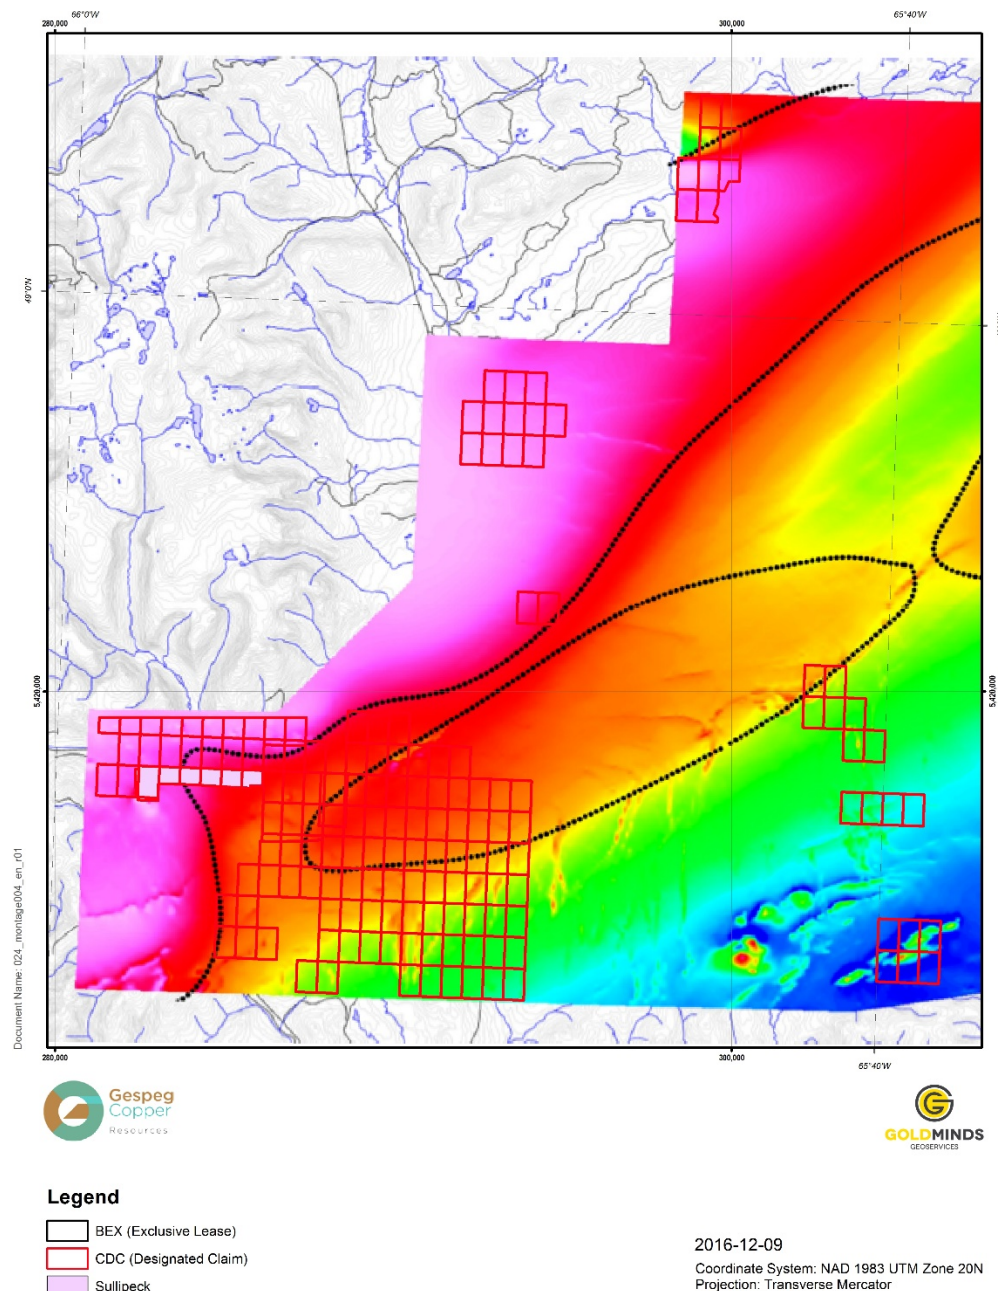 66°0'W
65°40'W
280,000
300,000
49°0'N
5,420,000
5,420,000
Document Name: 024_montage004_en_r01
280,000
300,000
65°40'W
Gespeg
Copper
Resources
GOLDMINDS
GEOSERVICES
Legend
BEX (Exclusive Lease)
CDC (Designated Claim)
Sullipeck
2016-12-09
Coordinate System: NAD 1983 UTM Zone 20N
Projection: Transverse Mercator